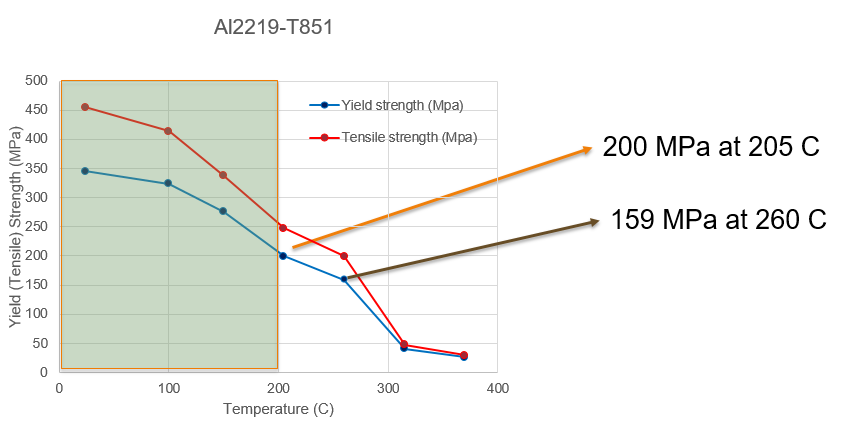 Al2219-T851
Yield (Tensile) Strength (MPa)
500
450
400
350
300
250
200
150
100
50
0
0 100 200 300 400
Temperature (C)
Yield strength (Mpa)
Tensile strength (Mpa)
200 MPa at 205 C
159 MPa at 260 C